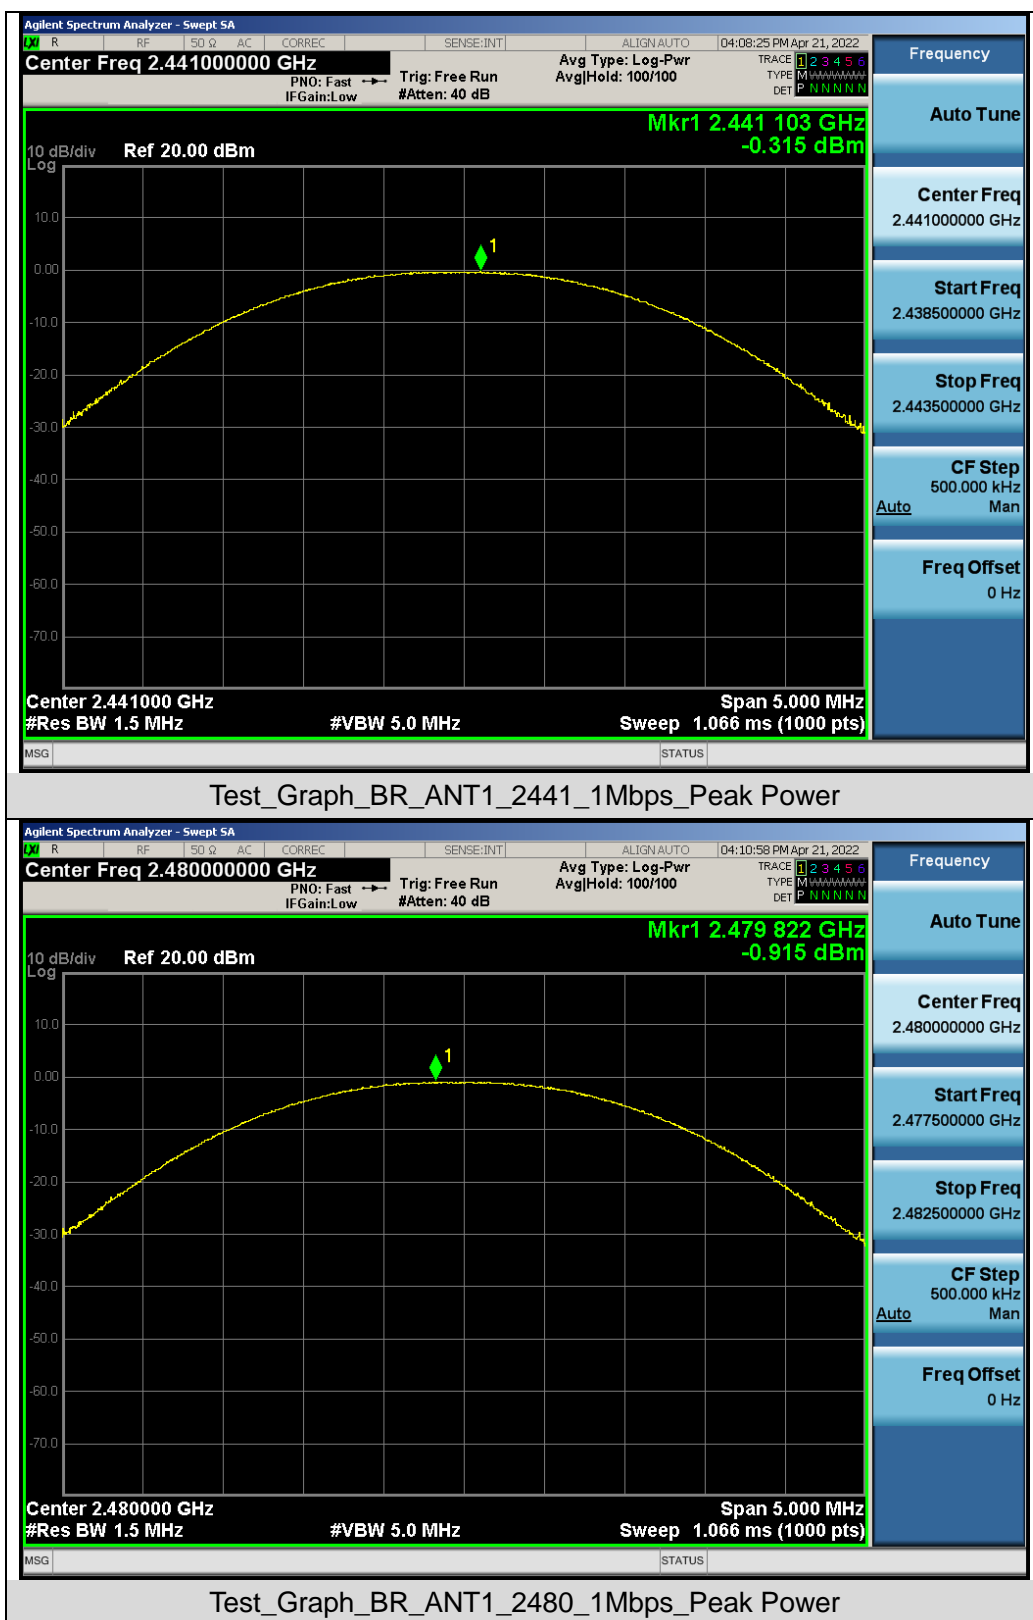 Agilent Spectrum Analyzer - Swept SA
LXI R RF 50 Ω AC CORREC SENSE:INT ALIGN AUTO 04:08:25 PM Apr 21, 2022
Center Freq 2.441000000 GHz Avg Type: Log-Pwr TRACE 1 2 3 4 5 6
PNO: Fast Trig: Free Run Avg|Hold: 100/100 TYPE M
IFGain:Low #Atten: 40 dB DET P N N N N N
Mkr1 2.441 103 GHz
-0.315 dBm
10 dB/div Ref 20.00 dBm
Log
10.0
1
0.00
-10.0
-20.0
-30.0
-40.0
-50.0
-60.0
-70.0
Center 2.441000 GHz Span 5.000 MHz
#Res BW 1.5 MHz #VBW 5.0 MHz Sweep 1.066 ms (1000 pts)
MSG STATUS
Frequency
Auto Tune
Center Freq
2.441000000 GHz
Start Freq
2.438500000 GHz
Stop Freq
2.443500000 GHz
CF Step
500.000 kHz
Auto Man
Freq Offset
0 Hz
Test_Graph_BR_ANT1_2441_1Mbps_Peak Power
Agilent Spectrum Analyzer - Swept SA
LXI R RF 50 Ω AC CORREC SENSE:INT ALIGN AUTO 04:10:58 PM Apr 21, 2022
Center Freq 2.480000000 GHz Avg Type: Log-Pwr TRACE 1 2 3 4 5 6
PNO: Fast Trig: Free Run Avg|Hold: 100/100 TYPE M
IFGain:Low #Atten: 40 dB DET P N N N N N
Mkr1 2.479 822 GHz
-0.915 dBm
10 dB/div Ref 20.00 dBm
Log
10.0
1
0.00
-10.0
-20.0
-30.0
-40.0
-50.0
-60.0
-70.0
Center 2.480000 GHz Span 5.000 MHz
#Res BW 1.5 MHz #VBW 5.0 MHz Sweep 1.066 ms (1000 pts)
MSG STATUS
Frequency
Auto Tune
Center Freq
2.480000000 GHz
Start Freq
2.477500000 GHz
Stop Freq
2.482500000 GHz
CF Step
500.000 kHz
Auto Man
Freq Offset
0 Hz
Test_Graph_BR_ANT1_2480_1Mbps_Peak Power